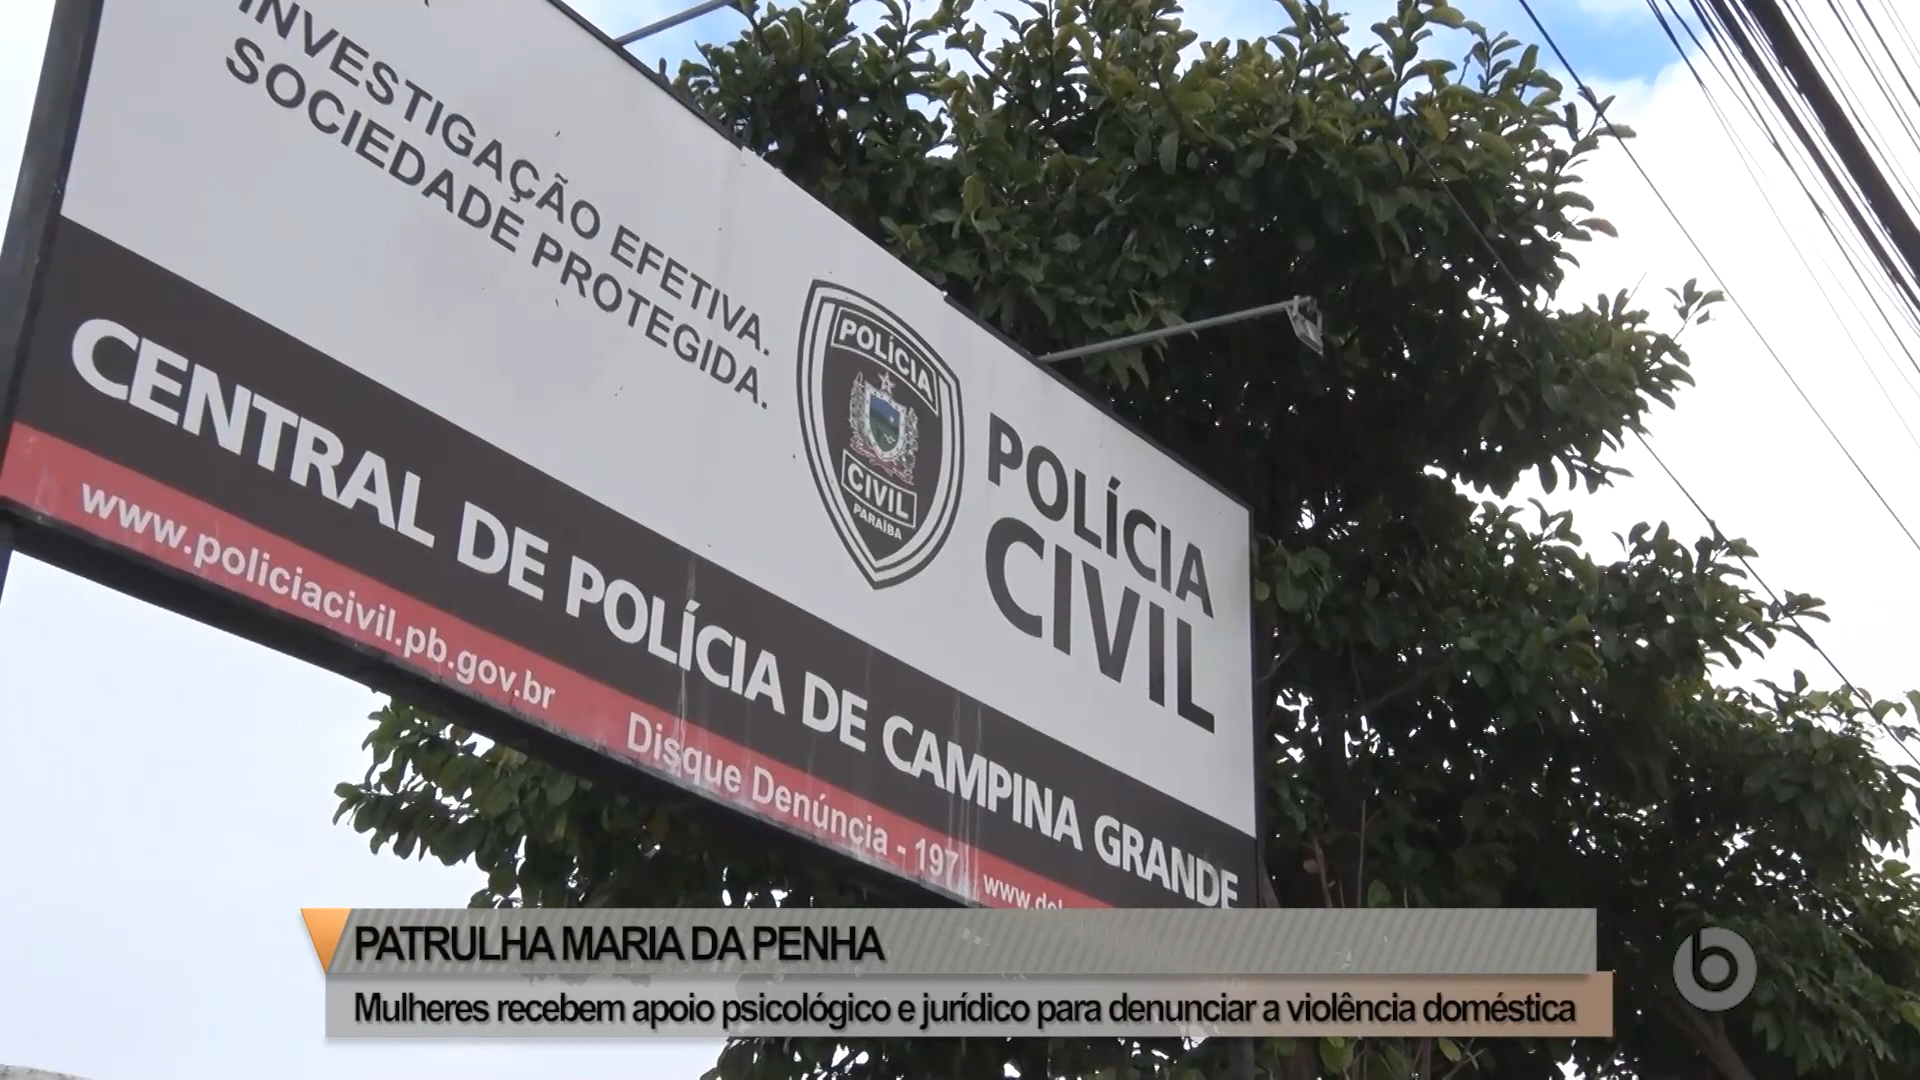 INVESTIGAÇÃO EFETIVA.
SOCIEDADE PROTEGIDA.
POLÍCIA
CIVIL
PARAÍBA
POLÍCIA
CIVIL
CENTRAL DE POLÍCIA DE CAMPINA GRANDE
www.policiacivil.pb.gov.br
Disque Denúncia - 197
PATRULHA MARIA DA PENHA
Mulheres recebem apoio psicológico e jurídico para denunciar a violência doméstica
b